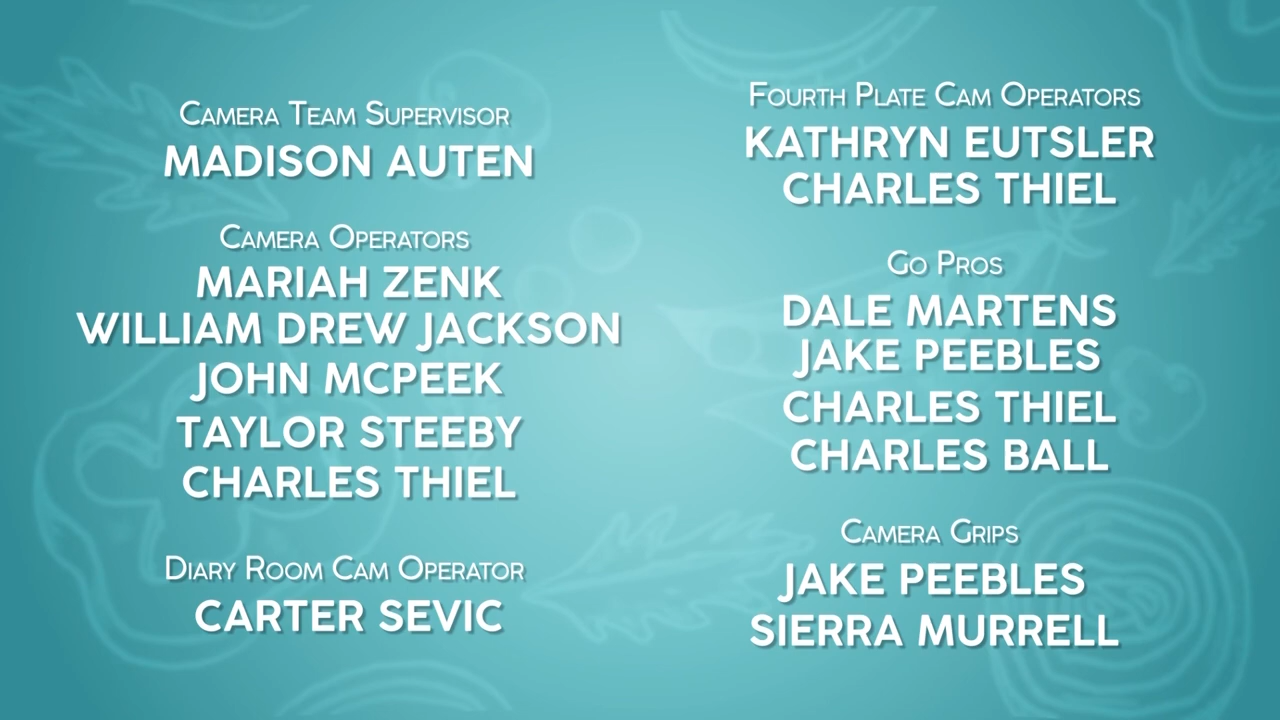 Camera Team Supervisor
MADISON AUTEN
Camera Operators
MARIAH ZENK
WILLIAM DREW JACKSON
JOHN MCPEEK
TAYLOR STEEBY
CHARLES THIEL
Diary Room Cam Operator
CARTER SEVIC
Fourth Plate Cam Operators
KATHRYN EUTSLER
CHARLES THIEL
Go Pros
DALE MARTENS
JAKE PEEBLES
CHARLES THIEL
CHARLES BALL
Camera Grips
JAKE PEEBLES
SIERRA MURRELL